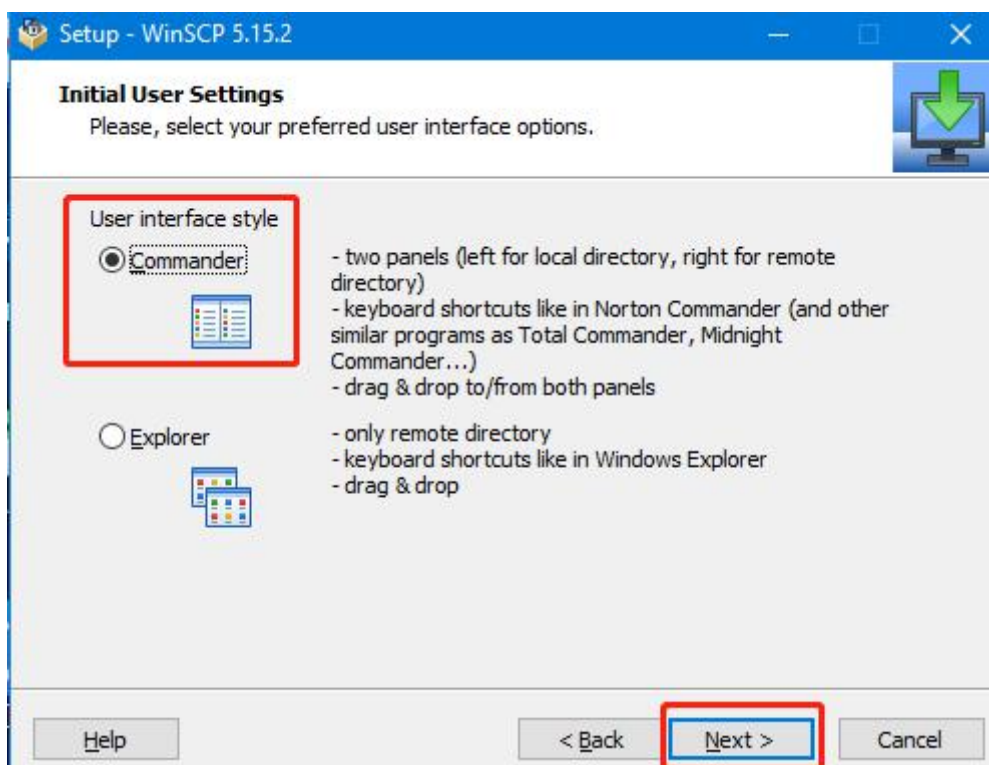 Setup - WinSCP 5.15.2
Initial User Settings
Please, select your preferred user interface options.
User interface style
Commander
- two panels (left for local directory, right for remote
directory)
- keyboard shortcuts like in Norton Commander (and other
similar programs as Total Commander, Midnight
Commander...)
- drag & drop to/from both panels
Explorer
- only remote directory
- keyboard shortcuts like in Windows Explorer
- drag & drop
Help
< Back
Next >
Cancel